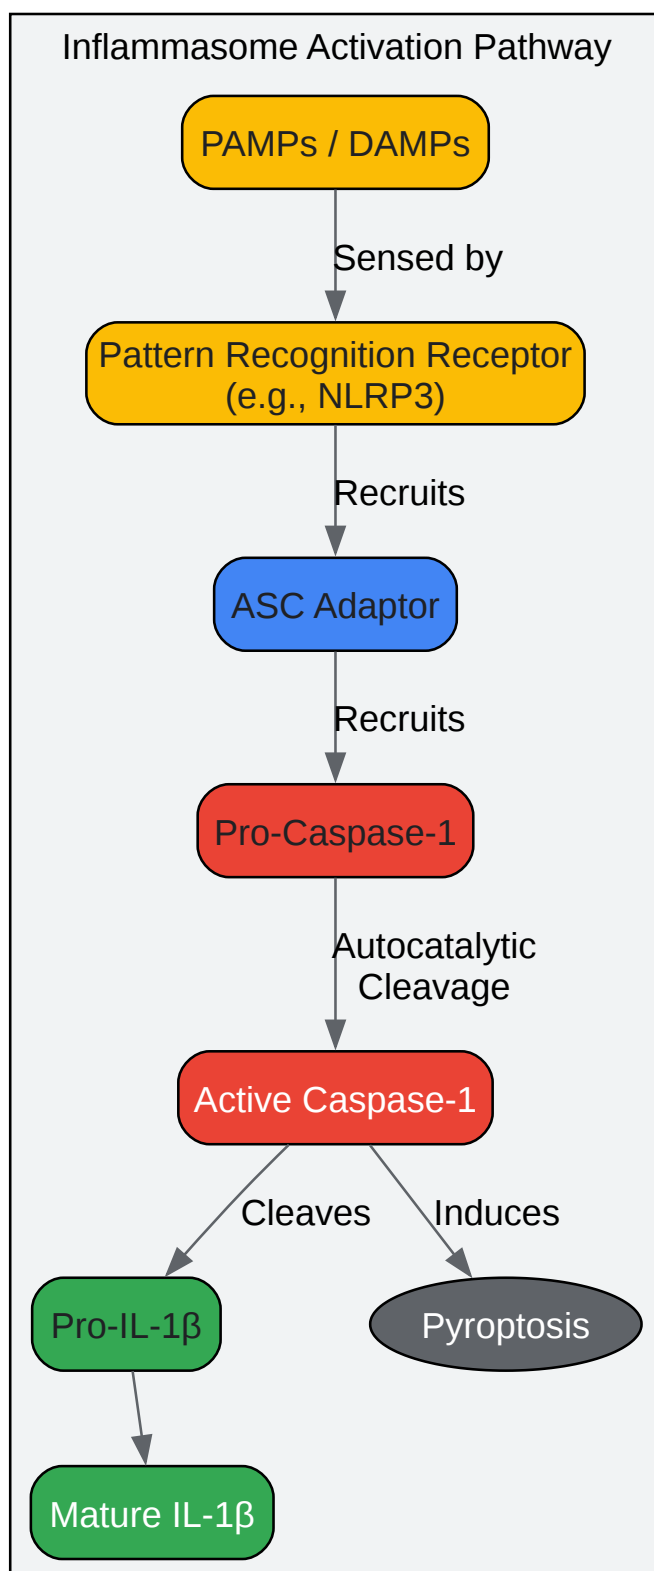 Inflammasome Activation Pathway
PAMPs / DAMPs
Sensed by
Pattern Recognition Receptor
(e.g., NLRP3)
Recruits
ASC Adaptor
Recruits
Pro-Caspase-1
Autocatalytic
Cleavage
Active Caspase-1
Cleaves
Induces
Pro-IL-1β
Pyroptosis
Mature IL-1β